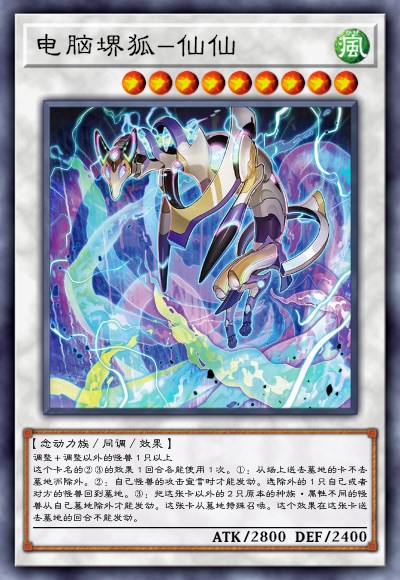 电脑堺狐-仙仙
風
【念动力族／同调／效果】
调整＋调整以外的怪兽1只以上
这个卡名的②③的效果1回合各能使用1次。①：从场上送去墓地的卡不去
墓地而除外。②：自己怪兽的攻击宣言时才能发动。选除外的1只自己或者
对方的怪兽回到墓地。③：把这张卡以外的2只原本的种族·属性不同的怪
兽从自己墓地除外才能发动。这张卡从墓地特殊召唤。这个效果在这张卡送
去墓地的回合不能发动。
ATK/2800 DEF/2400